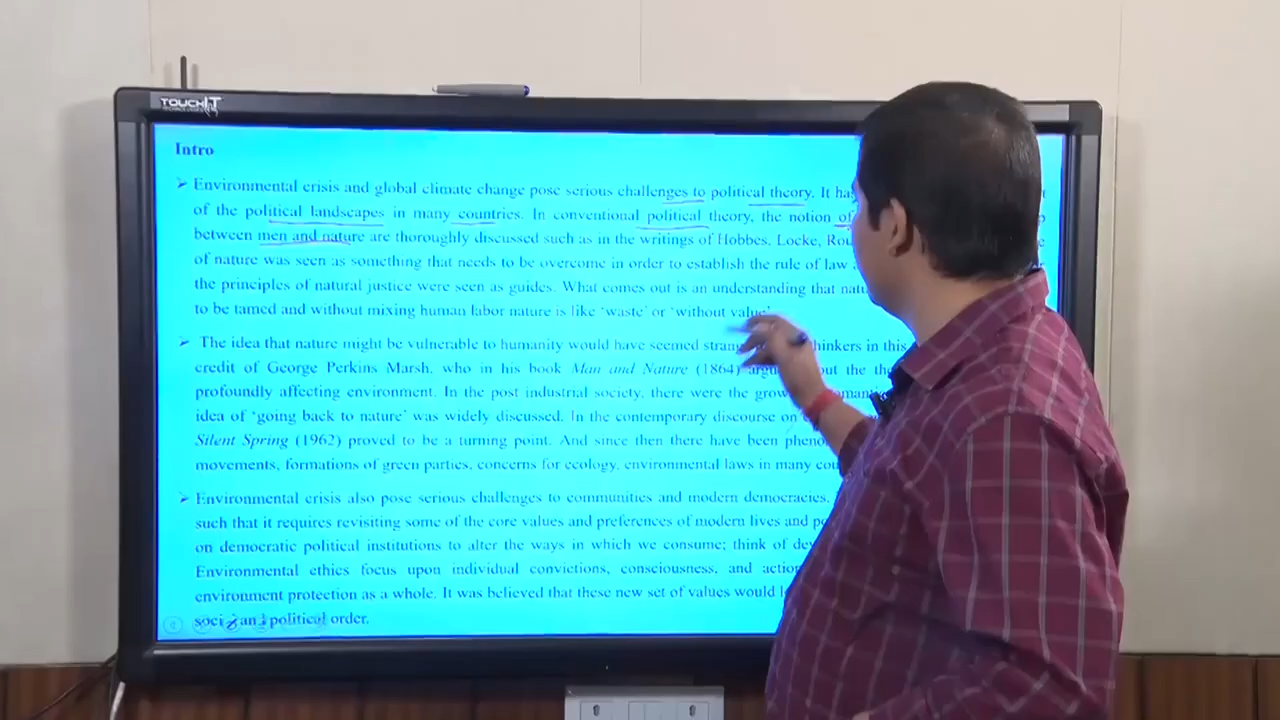 TOUCHIT
Intro
➢ Environmental crisis and global climate change pose serious challenges to political theory. It
of the political landscapes in many countries. In conventional political theory, the notion of
between men and nature are thoroughly discussed such as in the writings of Hobbes, Locke,
of nature was seen as something that needs to be overcome in order to establish the rule of law
the principles of natural justice were seen as guides. What comes out is an understanding that
to be tamed and without mixing human labor nature is like 'waste' or 'without value'
➢ The idea that nature might be vulnerable to humanity would have seemed thinkers in this
credit of George Perkins Marsh, who in his book Man and Nature (1864) the
profoundly affecting environment. In the post industrial society, there were the
idea of 'going back to nature' was widely discussed. In the contemporary discourse on
Silent Spring (1962) proved to be a turning point. And since then there have been
movements, formations of green parties, concerns for ecology, environmental laws in many
➢ Environmental crisis also pose serious challenges to communities and modern democracies.
such that it requires revisiting some of the core values and preferences of modern lives and
on democratic political institutions to alter the ways in which we consume; think of
Environmental ethics focus upon individual convictions, consciousness, and
environment protection as a whole. It was believed that these new set of values would
political order.